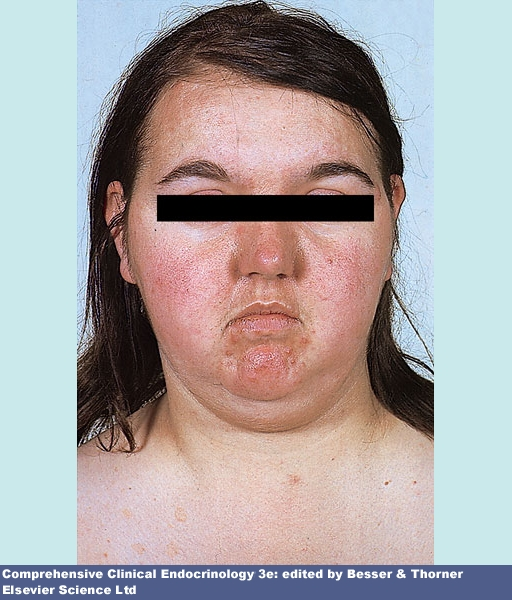 Comprehensive Clinical Endocrinology 3e: edited by Besser & Thorner
Elsevier Science Ltd